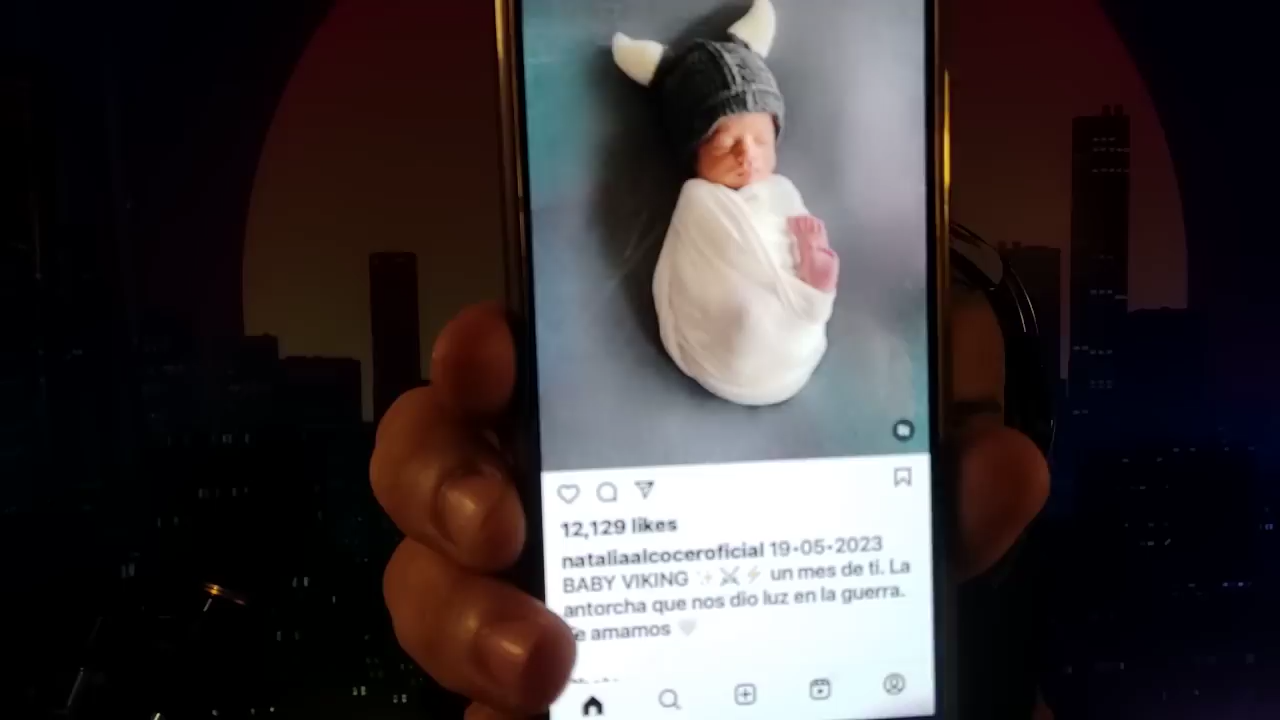 12,129 likes
nataliaalcoceroficial 19-05-2023
BABY VIKING ✨⚔⚡ un mes de ti. La
antorcha que nos dio luz en la guerra.
Te amamos 🤍